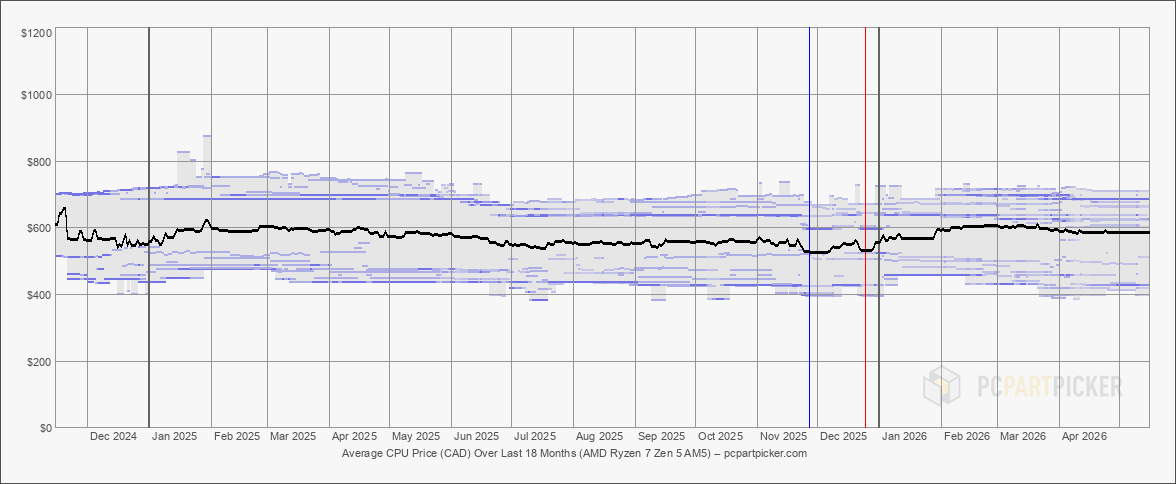 $1200
$1000
$800
$600
$400
$200
$0
Dec 2024 Jan 2025 Feb 2025 Mar 2025 Apr 2025 May 2025 Jun 2025 Jul 2025 Aug 2025 Sep 2025 Oct 2025 Nov 2025 Dec 2025 Jan 2026 Feb 2026 Mar 2026 Apr 2026
Average CPU Price (CAD) Over Last 18 Months (AMD Ryzen 7 Zen 5 AM5) – pcpartpicker.com
PCPARTPICKER